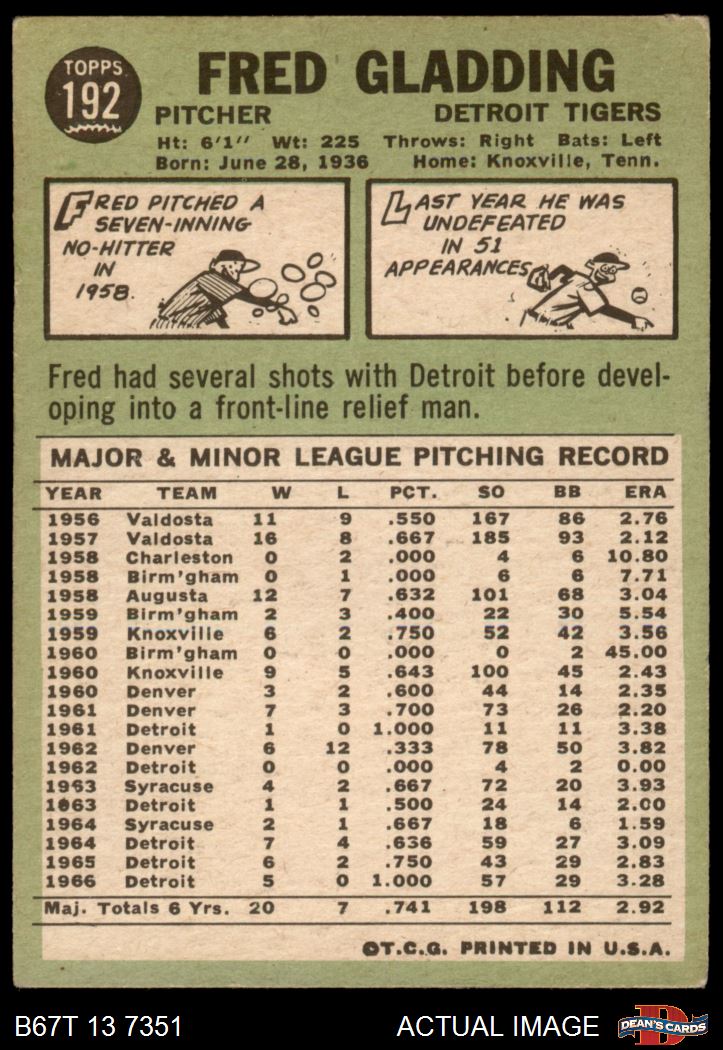 TOPPS
192
FRED GLADDING
PITCHER DETROIT TIGERS
Ht: 6'1" Wt: 225 Throws: Right Bats: Left
Born: June 28, 1936 Home: Knoxville, Tenn.
FRED PITCHED A
SEVEN-INNING
NO-HITTER
IN
1958.
LAST YEAR HE WAS
UNDEFEATED
IN 51
APPEARANCES
Fred had several shots with Detroit before devel-
oping into a front-line relief man.
MAJOR & MINOR LEAGUE PITCHING RECORD
YEAR TEAM W L PCT. SO BB ERA
1956 Valdosta 11 9 .550 167 86 2.76
1957 Valdosta 16 8 .667 185 93 2.12
1958 Charleston 0 2 .000 4 6 10.80
1958 Birm'gham 0 1 .000 6 6 7.71
1958 Augusta 12 7 .632 101 68 3.04
1959 Birm'gham 2 3 .400 22 30 5.54
1959 Knoxville 6 2 .750 52 42 3.56
1960 Birm'gham 0 0 .000 0 2 45.00
1960 Knoxville 9 5 .643 100 45 2.43
1960 Denver 3 2 .600 44 14 2.35
1961 Denver 7 3 .700 73 26 2.20
1961 Detroit 1 0 1.000 11 11 3.38
1962 Denver 6 12 .333 78 50 3.82
1962 Detroit 0 0 .000 4 2 0.00
1963 Syracuse 4 2 .667 72 20 3.93
1963 Detroit 1 1 .500 24 14 2.00
1964 Syracuse 2 1 .667 18 6 1.59
1964 Detroit 7 4 .636 59 27 3.09
1965 Detroit 6 2 .750 43 29 2.83
1966 Detroit 5 0 1.000 57 29 3.28
Maj. Totals 6 Yrs. 20 7 .741 198 112 2.92
©T.C.G. PRINTED IN U.S.A.
B67T 13 7351 ACTUAL IMAGE D DEAN'S CARDS